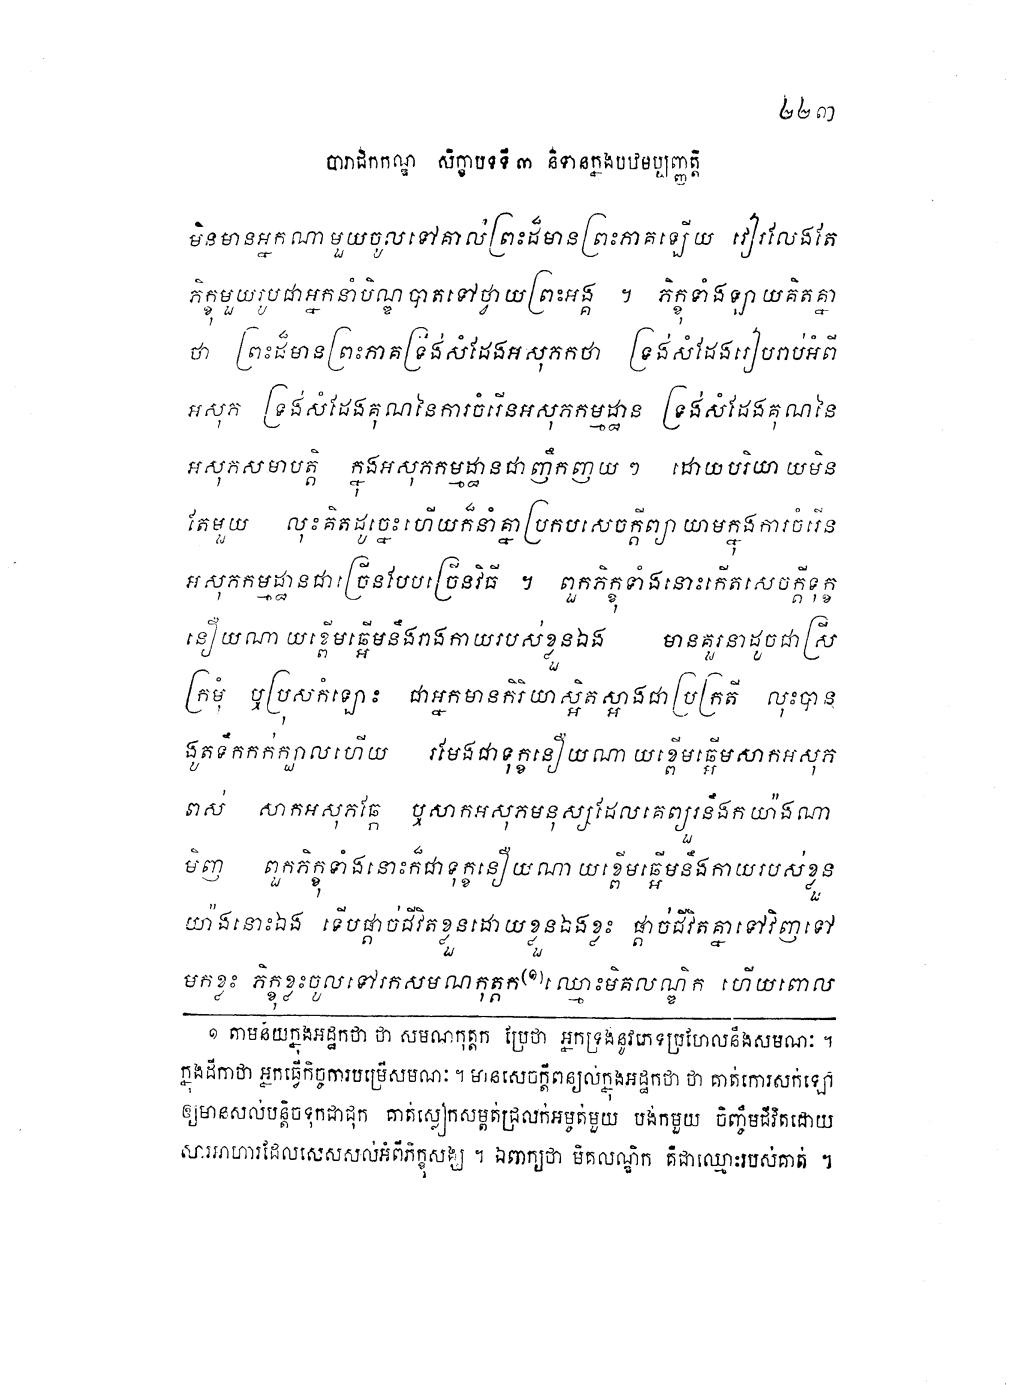 ២២៣
បារាជិកកណ្ឌ សិក្ខាបទទី ៣ និទានក្នុងបឋមប្បញ្ញត្តិ
មិនមានអ្នកណាមួយចូលទៅគាល់ព្រះដ៏មានព្រះភាគឡើយ វៀរលែងតែ
ភិក្ខុមួយរូបជាអ្នកនាំបិណ្ឌបាតទៅថ្វាយព្រះអង្គ ។ ភិក្ខុទាំងឡាយគិតគ្នា
ថា ព្រះដ៏មានព្រះភាគទ្រង់សំដែងអសុភកថា ទ្រង់សំដែងរៀបរាប់អំពី
អសុភ ទ្រង់សំដែងគុណនៃការចំរើនអសុភកម្មដ្ឋាន ទ្រង់សំដែងគុណនៃ
អសុភសមាបត្តិ ក្នុងអសុភកម្មដ្ឋានជាញឹកញយ ៗ ដោយបរិយាយមិន
តែមួយ លុះគិតដូច្នេះហើយក៏នាំគ្នាប្រកបសេចក្តីព្យាយាមក្នុងការចំរើន
អសុភកម្មដ្ឋានជាច្រើនបែបច្រើនវិធី ។ ពួកភិក្ខុទាំងនោះកើតសេចក្តីទុក្ខ
នឿយណាយខ្ពើមឆ្អើមនឹងរាងកាយរបស់ខ្លួនឯង មានគួរនាដូចជាស្រី
ក្រមុំ ឬប្រុសកំឡោះ ជាអ្នកមានកិរិយាស្អិតស្អាងជាប្រក្រតី លុះបាន
ងូតទឹកកក់ក្បាលហើយ រមែងជាទុក្ខនឿយណាយខ្ពើមឆ្អើមសាកអសុភ
ពស់ សាកអសុភឆ្កែ ឬសាកអសុភមនុស្សដែលគេព្យួរនឹងកយ៉ាងណា
មិញ ពួកភិក្ខុទាំងនោះក៏ជាទុក្ខនឿយណាយខ្ពើមឆ្អើមនឹងកាយរបស់ខ្លួន
យ៉ាងនោះឯង ទើបផ្តាច់ជីវិតខ្លួនដោយខ្លួនឯងខ្លះ ផ្តាច់ជីវិតគ្នាទៅវិញទៅ
មកខ្លះ ភិក្ខុខ្លះចូលទៅរកសមណកុត្តក(១)ឈ្មោះមិគលណ្ឌិក ហើយពោល
១ តាមន័យក្នុងអដ្ឋកថា ថា សមណកុត្តក ប្រែថា អ្នកទ្រង់នូវភេទប្រហែលនឹងសមណៈ ។
ក្នុងដីកាថា អ្នកធ្វើកិច្ចការបម្រើសមណៈ ។ មានសេចក្តីពន្យល់ក្នុងអដ្ឋកថា ថា គាត់កោរសក់ឡៅ
ឲ្យមានសល់បន្តិចទុកជាជុក គាត់ស្លៀកសម្ពត់ជ្រលក់អម្ចត់មួយ បង់កមួយ ចិញ្ចឹមជីវិតដោយ
សារអាហារដែលសេសសល់អំពីភិក្ខុសង្ឃ ។ ឯពាក្យថា មិគលណ្ឌិក គឺជាឈ្មោះរបស់គាត់ ។